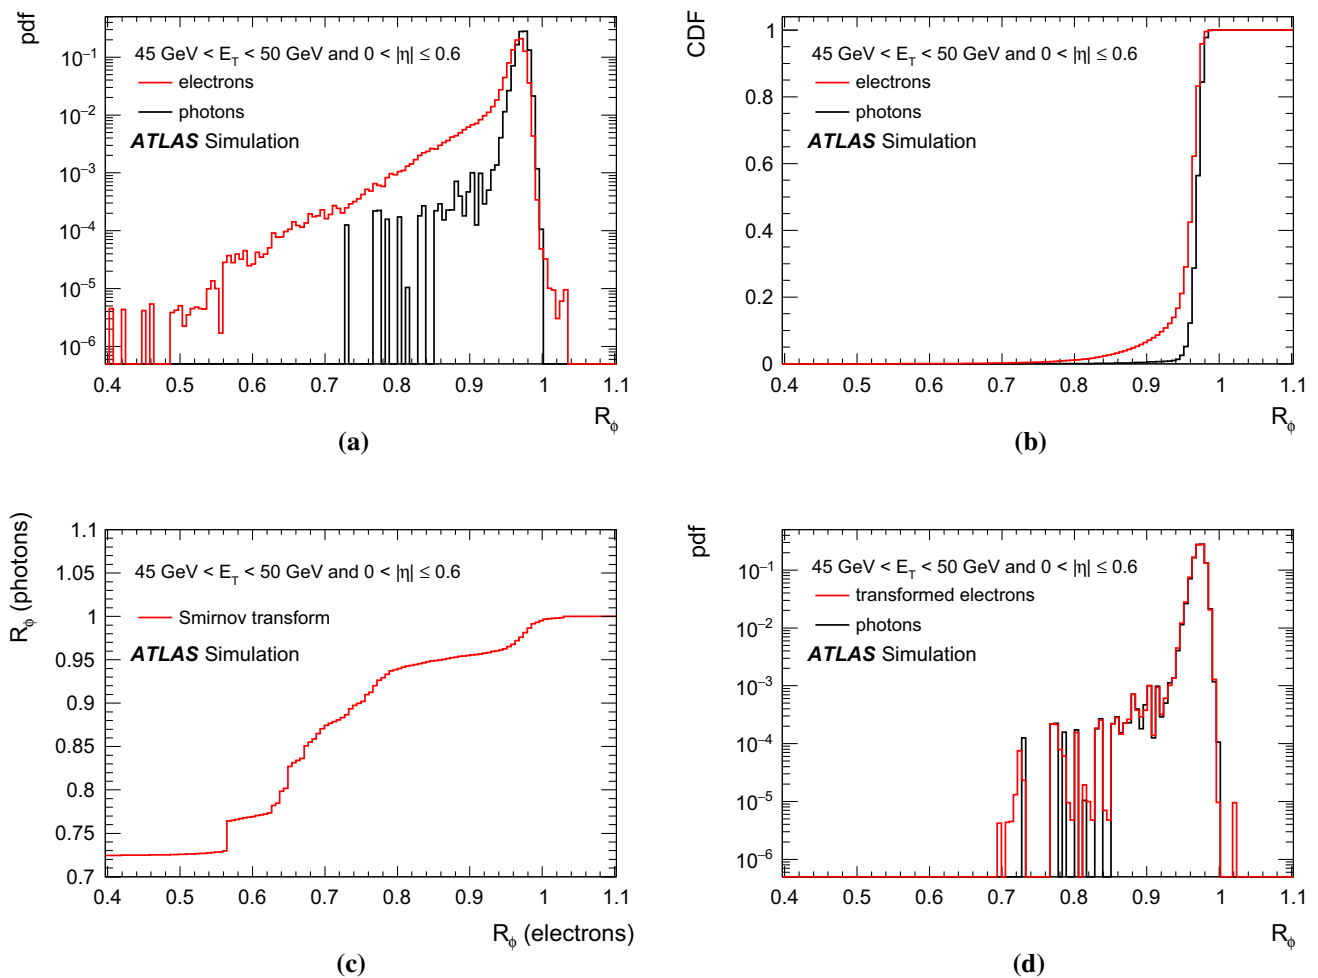 pdf
45 GeV < E_T < 50 GeV and 0 < |η| ≤ 0.6
electrons
photons
ATLAS Simulation
10⁻¹
10⁻²
10⁻³
10⁻⁴
10⁻⁵
10⁻⁶
0.4 0.5 0.6 0.7 0.8 0.9 1 1.1
R_ϕ
(a)
CDF
45 GeV < E_T < 50 GeV and 0 < |η| ≤ 0.6
electrons
photons
ATLAS Simulation
1
0.8
0.6
0.4
0.2
0
0.4 0.5 0.6 0.7 0.8 0.9 1 1.1
R_ϕ
(b)
R_ϕ (photons)
45 GeV < E_T < 50 GeV and 0 < |η| ≤ 0.6
Smirnov transform
ATLAS Simulation
1.1
1.05
1
0.95
0.9
0.85
0.8
0.75
0.7
0.4 0.5 0.6 0.7 0.8 0.9 1 1.1
R_ϕ (electrons)
(c)
pdf
45 GeV < E_T < 50 GeV and 0 < |η| ≤ 0.6
transformed electrons
photons
ATLAS Simulation
10⁻¹
10⁻²
10⁻³
10⁻⁴
10⁻⁵
10⁻⁶
0.4 0.5 0.6 0.7 0.8 0.9 1 1.1
R_ϕ
(d)